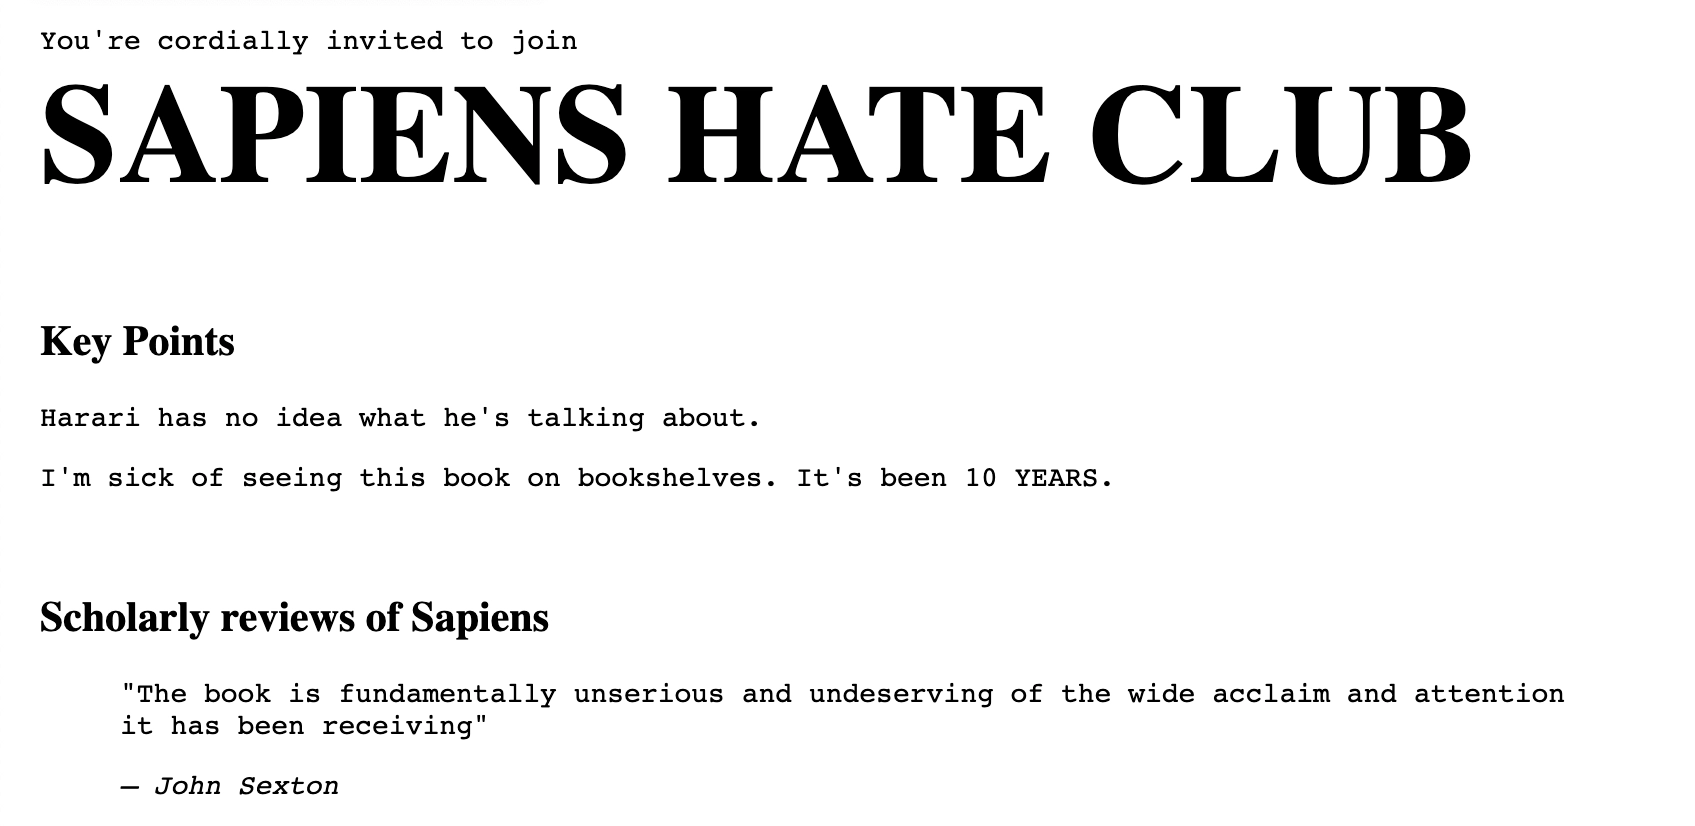 You're cordially invited to join
SAPIENS HATE CLUB
Key Points
Harari has no idea what he's talking about.
I'm sick of seeing this book on bookshelves. It's been 10 YEARS.
Scholarly reviews of Sapiens
"The book is fundamentally unserious and undeserving of the wide acclaim and attention
it has been receiving"
— John Sexton